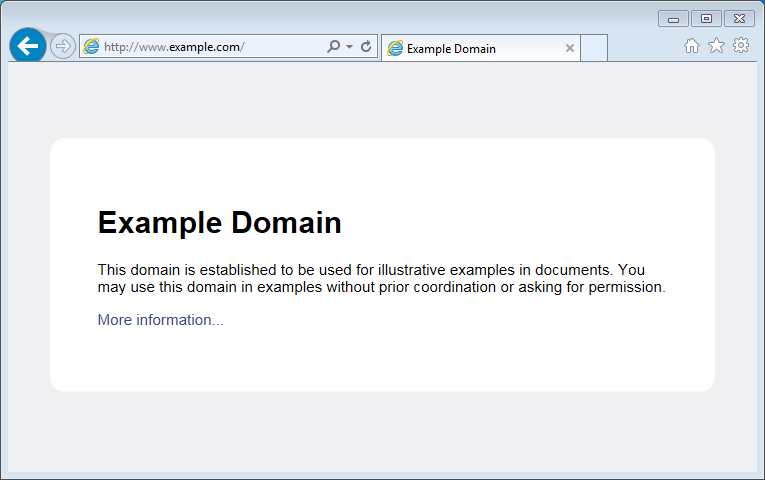 http://www.example.com/
Example Domain
Example Domain
This domain is established to be used for illustrative examples in documents. You
may use this domain in examples without prior coordination or asking for permission.
More information...